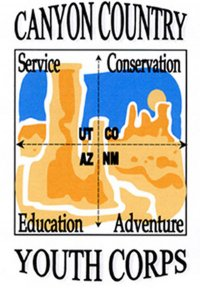 CANYON COUNTRY
Service Conservation
UT CO
AZ NM
Education Adventure
YOUTH CORPS